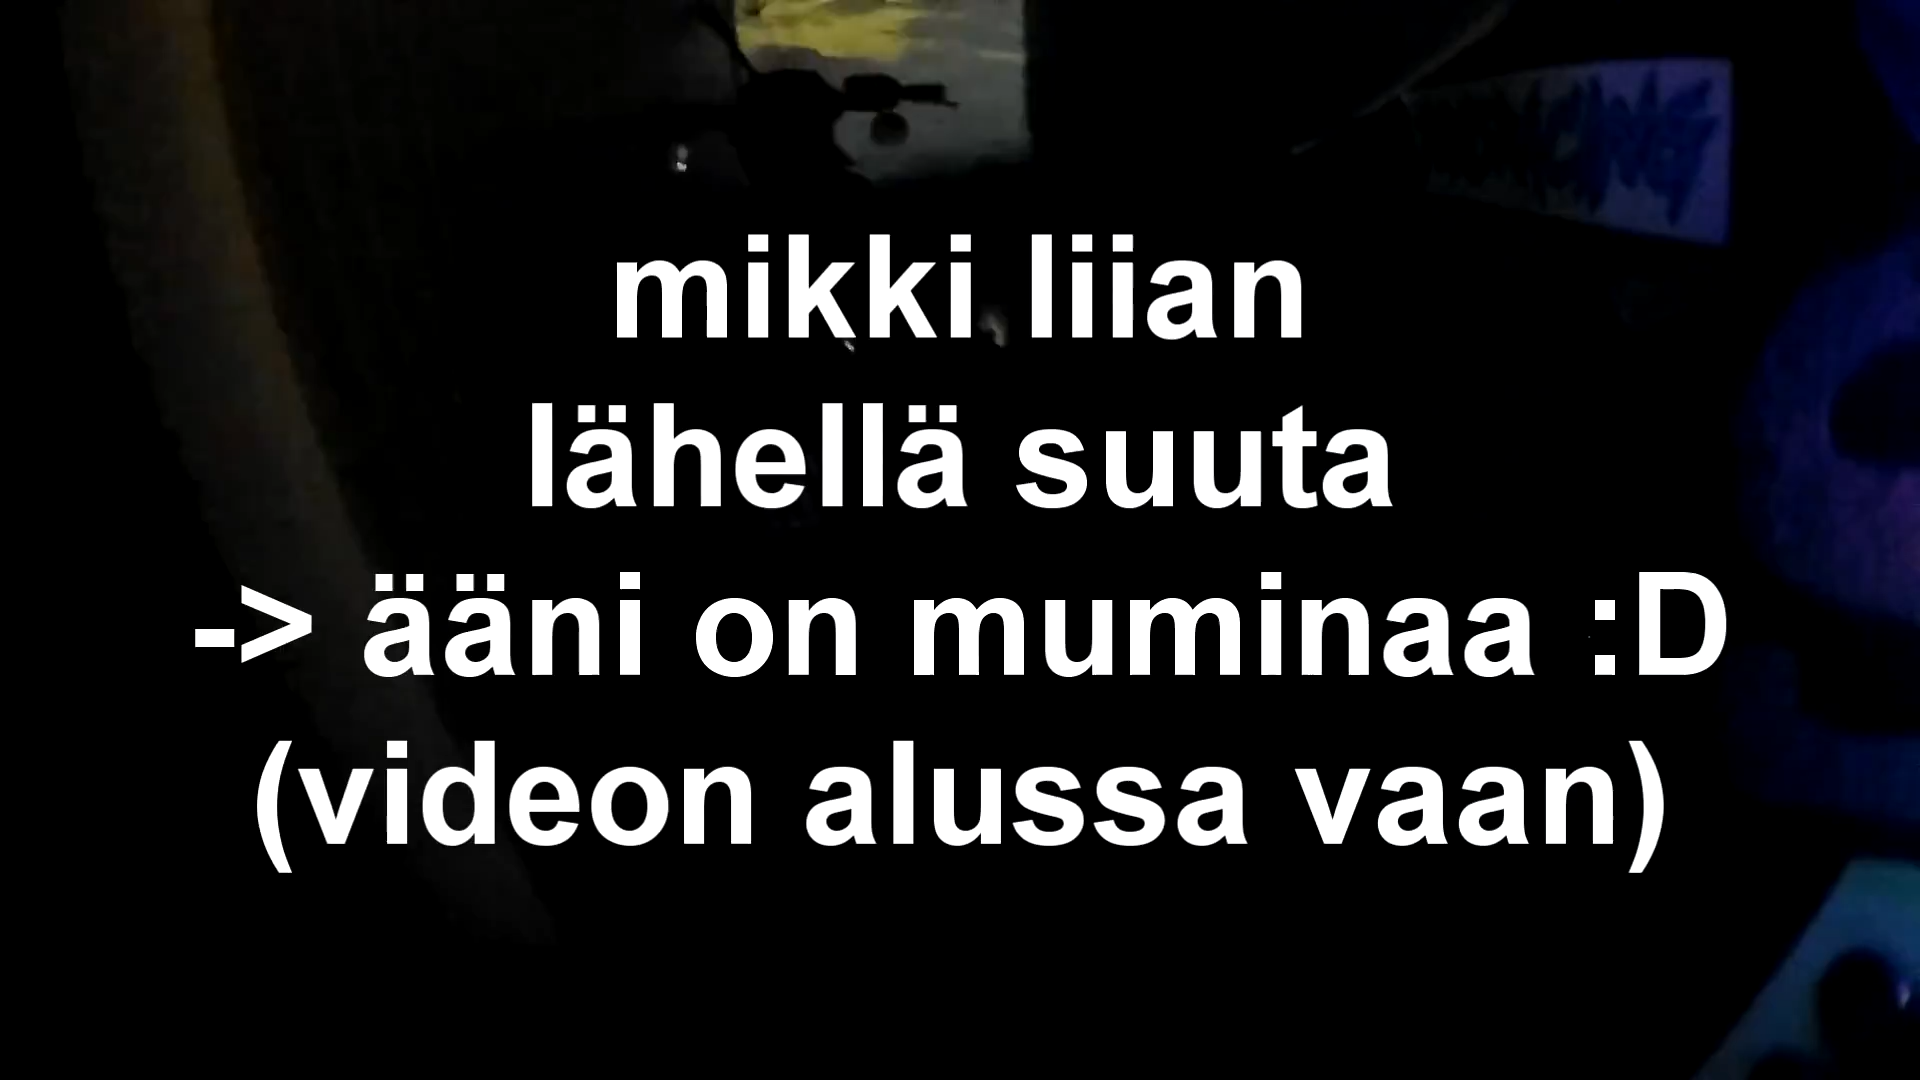 mikki liian
lähellä suuta
-> ääni on muminaa :D
(videon alussa vaan)